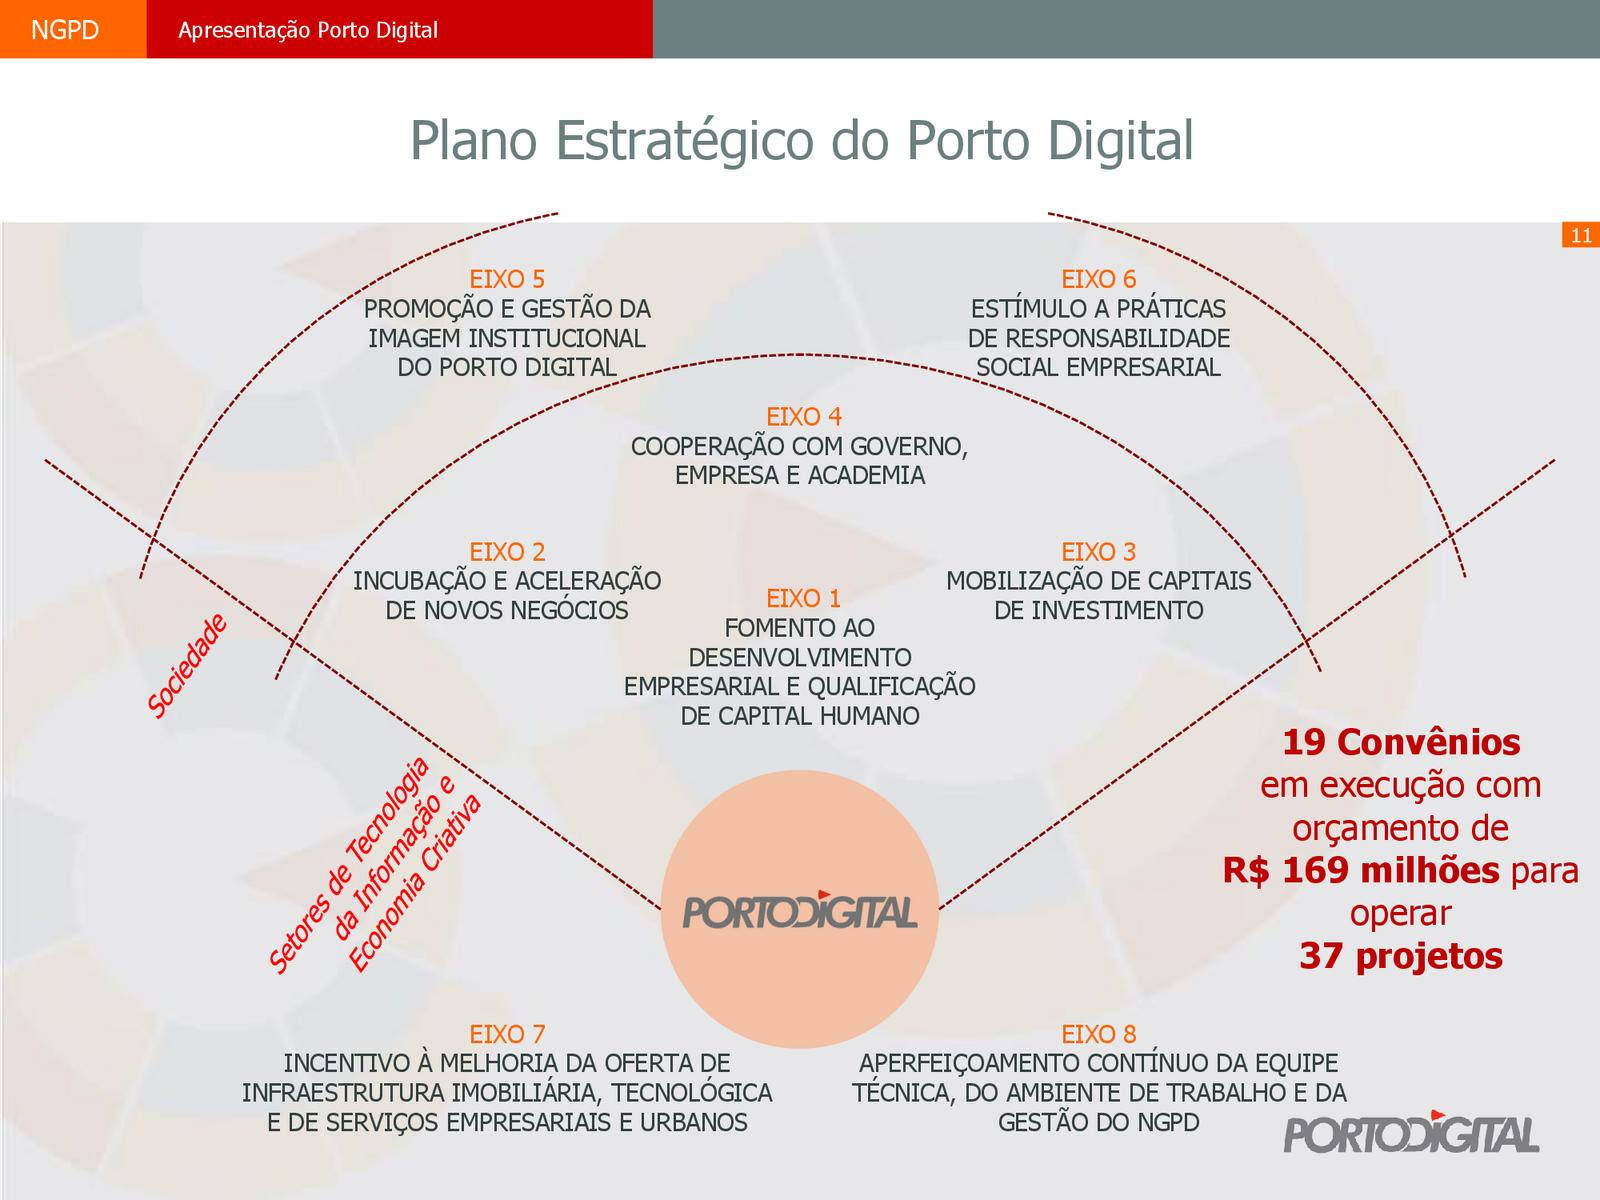 NGPD
Apresentação Porto Digital
Plano Estratégico do Porto Digital
11
EIXO 5
PROMOÇÃO E GESTÃO DA
IMAGEM INSTITUCIONAL
DO PORTO DIGITAL
EIXO 6
ESTÍMULO A PRÁTICAS
DE RESPONSABILIDADE
SOCIAL EMPRESARIAL
EIXO 4
COOPERAÇÃO COM GOVERNO,
EMPRESA E ACADEMIA
EIXO 2
INCUBAÇÃO E ACELERAÇÃO
DE NOVOS NEGÓCIOS
EIXO 3
MOBILIZAÇÃO DE CAPITAIS
DE INVESTIMENTO
EIXO 1
FOMENTO AO
DESENVOLVIMENTO
EMPRESARIAL E QUALIFICAÇÃO
DE CAPITAL HUMANO
Sociedade
Setores de Tecnologia
da Informação e
Economia Criativa
19 Convênios
em execução com
orçamento de
R$ 169 milhões para
operar
37 projetos
PORTODIGITAL
EIXO 7
INCENTIVO À MELHORIA DA OFERTA DE
INFRAESTRUTURA IMOBILIÁRIA, TECNOLÓGICA
E DE SERVIÇOS EMPRESARIAIS E URBANOS
EIXO 8
APERFEIÇOAMENTO CONTÍNUO DA EQUIPE
TÉCNICA, DO AMBIENTE DE TRABALHO E DA
GESTÃO DO NGPD
PORTODIGITAL